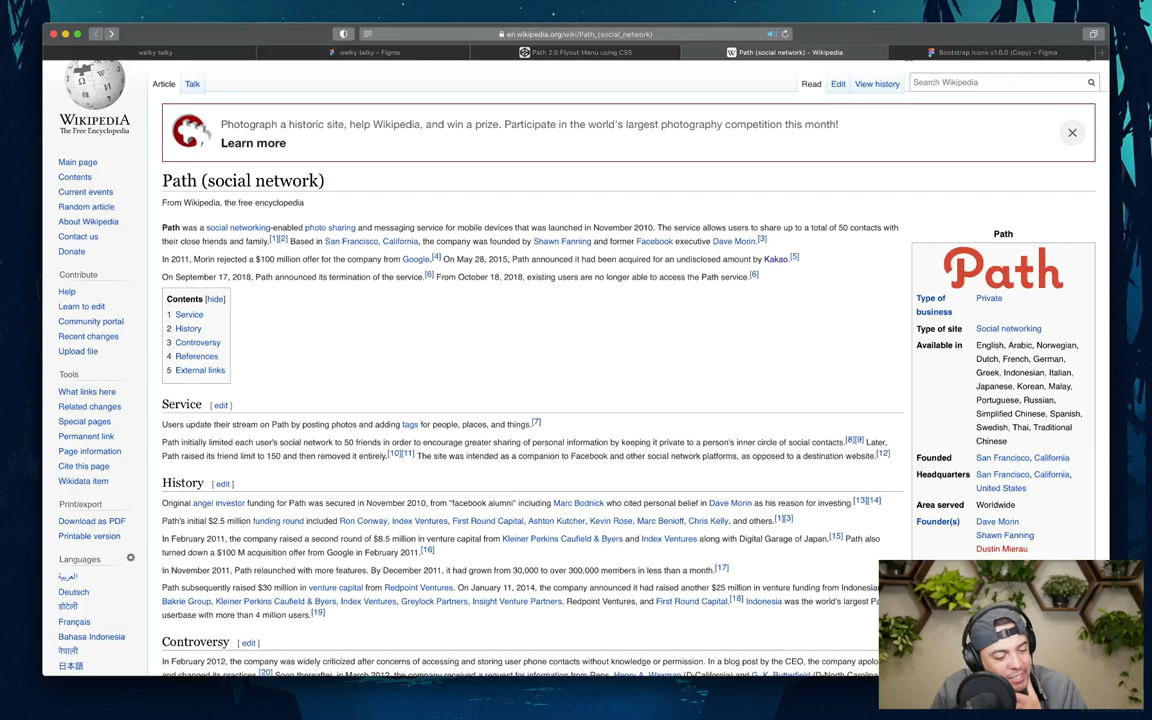 en.wikipedia.org/wiki/Path_(social_network)
walky talky
walky talky – Figma
Path 2.0 Flyout Menu using CSS
W Path (social network) - Wikipedia
Bootstrap Icons v1.0.0 (Copy) – Figma
Article Talk
Read Edit View history
Search Wikipedia
WIKIPEDIA
The Free Encyclopedia
Photograph a historic site, help Wikipedia, and win a prize. Participate in the world's largest photography competition this month!
Learn more
Main page
Contents
Current events
Random article
About Wikipedia
Contact us
Donate
Contribute
Help
Learn to edit
Community portal
Recent changes
Upload file
Tools
What links here
Related changes
Special pages
Permanent link
Page information
Cite this page
Wikidata item
Print/export
Download as PDF
Printable version
Languages
العربية
Deutsch
डोटेली
Français
Bahasa Indonesia
नेपाली
日本語
Path (social network)
From Wikipedia, the free encyclopedia
Path was a social networking-enabled photo sharing and messaging service for mobile devices that was launched in November 2010. The service allows users to share up to a total of 50 contacts with
their close friends and family.[1][2] Based in San Francisco, California, the company was founded by Shawn Fanning and former Facebook executive Dave Morin.[3]
In 2011, Morin rejected a $100 million offer for the company from Google.[4] On May 28, 2015, Path announced it had been acquired for an undisclosed amount by Kakao.[5]
On September 17, 2018, Path announced its termination of the service.[6] From October 18, 2018, existing users are no longer able to access the Path service.[6]
Contents [hide]
1 Service
2 History
3 Controversy
4 References
5 External links
Service [ edit ]
Users update their stream on Path by posting photos and adding tags for people, places, and things.[7]
Path initially limited each user's social network to 50 friends in order to encourage greater sharing of personal information by keeping it private to a person's inner circle of social contacts.[8][9] Later,
Path raised its friend limit to 150 and then removed it entirely.[10][11] The site was intended as a companion to Facebook and other social network platforms, as opposed to a destination website.[12]
History [ edit ]
Original angel investor funding for Path was secured in November 2010, from "facebook alumni" including Marc Bodnick who cited personal belief in Dave Morin as his reason for investing.[13][14]
Path's initial $2.5 million funding round included Ron Conway, Index Ventures, First Round Capital, Ashton Kutcher, Kevin Rose, Marc Benioff, Chris Kelly, and others.[1][3]
In February 2011, the company raised a second round of $8.5 million in venture capital from Kleiner Perkins Caufield & Byers and Index Ventures along with Digital Garage of Japan.[15] Path also
turned down a $100 M acquisition offer from Google in February 2011.[16]
In November 2011, Path relaunched with more features. By December 2011, it had grown from 30,000 to over 300,000 members in less than a month.[17]
Path subsequently raised $30 million in venture capital from Redpoint Ventures. On January 11, 2014, the company announced it had raised another $25 million in venture funding from Indonesia
Bakrie Group, Kleiner Perkins Caufield & Byers, Index Ventures, Greylock Partners, Insight Venture Partners, Redpoint Ventures, and First Round Capital.[18] Indonesia was the world's largest Pa
userbase with more than 4 million users.[19]
Controversy [ edit ]
In February 2012, the company was widely criticized after concerns of accessing and storing user phone contacts without knowledge or permission. In a blog post by the CEO, the company apolo
and changed its practices.[20] Soon thereafter, in March 2012, the company received a request for information from Reps. Henry A. Waxman (D-California) and G. K. Butterfield (D-North Carolina
Path
Path
Type of business Private
Type of site Social networking
Available in English, Arabic, Norwegian,
Dutch, French, German,
Greek, Indonesian, Italian,
Japanese, Korean, Malay,
Portuguese, Russian,
Simplified Chinese, Spanish,
Swedish, Thai, Traditional
Chinese
Founded San Francisco, California
Headquarters San Francisco, California,
United States
Area served Worldwide
Founder(s) Dave Morin
Shawn Fanning
Dustin Mierau